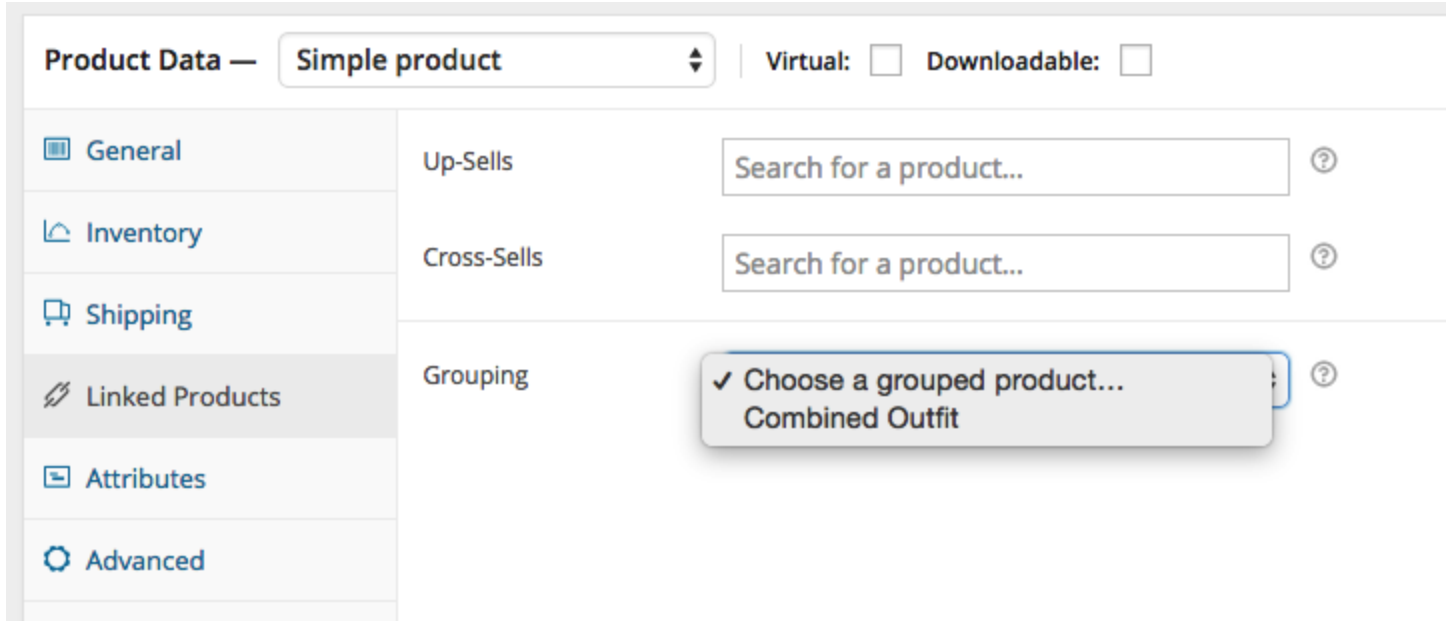 Product Data — Simple product Virtual: Downloadable:
General
Inventory
Shipping
Linked Products
Attributes
Advanced
Up-Sells Search for a product...
Cross-Sells Search for a product...
Grouping ✓ Choose a grouped product...
Combined Outfit